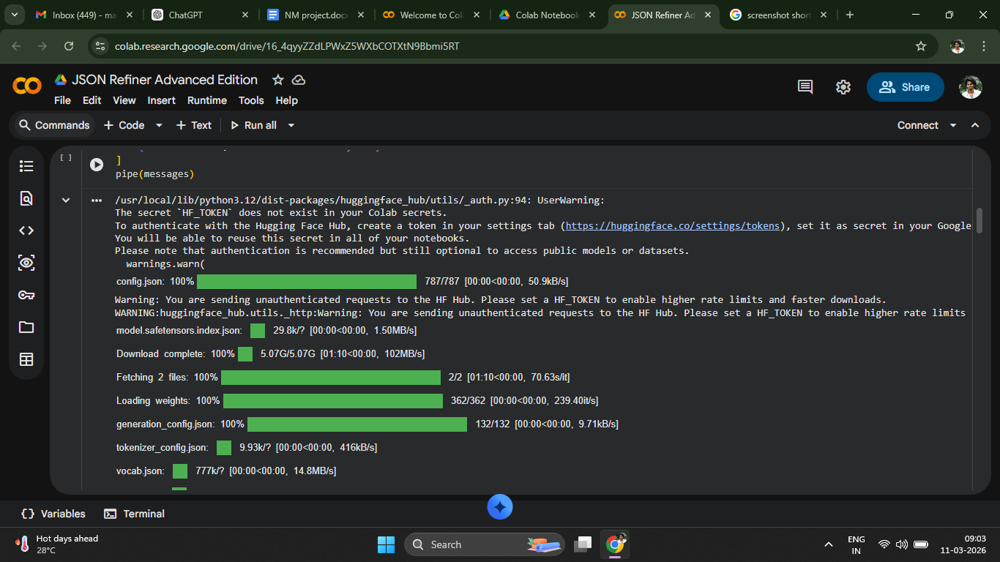 Inbox (449) - ma
ChatGPT
NM project.docx
Welcome to Cola
Colab Notebook
JSON Refiner Ad
screenshot short
colab.research.google.com/drive/16_4qyyZZdLPWxZ5WXbCOTXtN9Bbmi5RT
JSON Refiner Advanced Edition
File Edit View Insert Runtime Tools Help
Share
Commands + Code + Text Run all
Connect
[ ]
]
pipe(messages)
/usr/local/lib/python3.12/dist-packages/huggingface_hub/utils/_auth.py:94: UserWarning:
The secret `HF_TOKEN` does not exist in your Colab secrets.
To authenticate with the Hugging Face Hub, create a token in your settings tab (https://huggingface.co/settings/tokens), set it as secret in your Google
You will be able to reuse this secret in all of your notebooks.
Please note that authentication is recommended but still optional to access public models or datasets.
warnings.warn(
config.json: 100% 787/787 [00:00<00:00, 50.9kB/s]
Warning: You are sending unauthenticated requests to the HF Hub. Please set a HF_TOKEN to enable higher rate limits and faster downloads.
WARNING:huggingface_hub.utils._http:Warning: You are sending unauthenticated requests to the HF Hub. Please set a HF_TOKEN to enable higher rate limits
model.safetensors.index.json: 29.8k/? [00:00<00:00, 1.50MB/s]
Download complete: 100% 5.07G/5.07G [01:10<00:00, 102MB/s]
Fetching 2 files: 100% 2/2 [01:10<00:00, 70.63s/it]
Loading weights: 100% 362/362 [00:00<00:00, 239.40it/s]
generation_config.json: 100% 132/132 [00:00<00:00, 9.71kB/s]
tokenizer_config.json: 9.93k/? [00:00<00:00, 416kB/s]
vocab.json: 777k/? [00:00<00:00, 14.8MB/s]
Variables
Terminal
Hot days ahead
28°C
Search
ENG
IN
09:03
11-03-2026